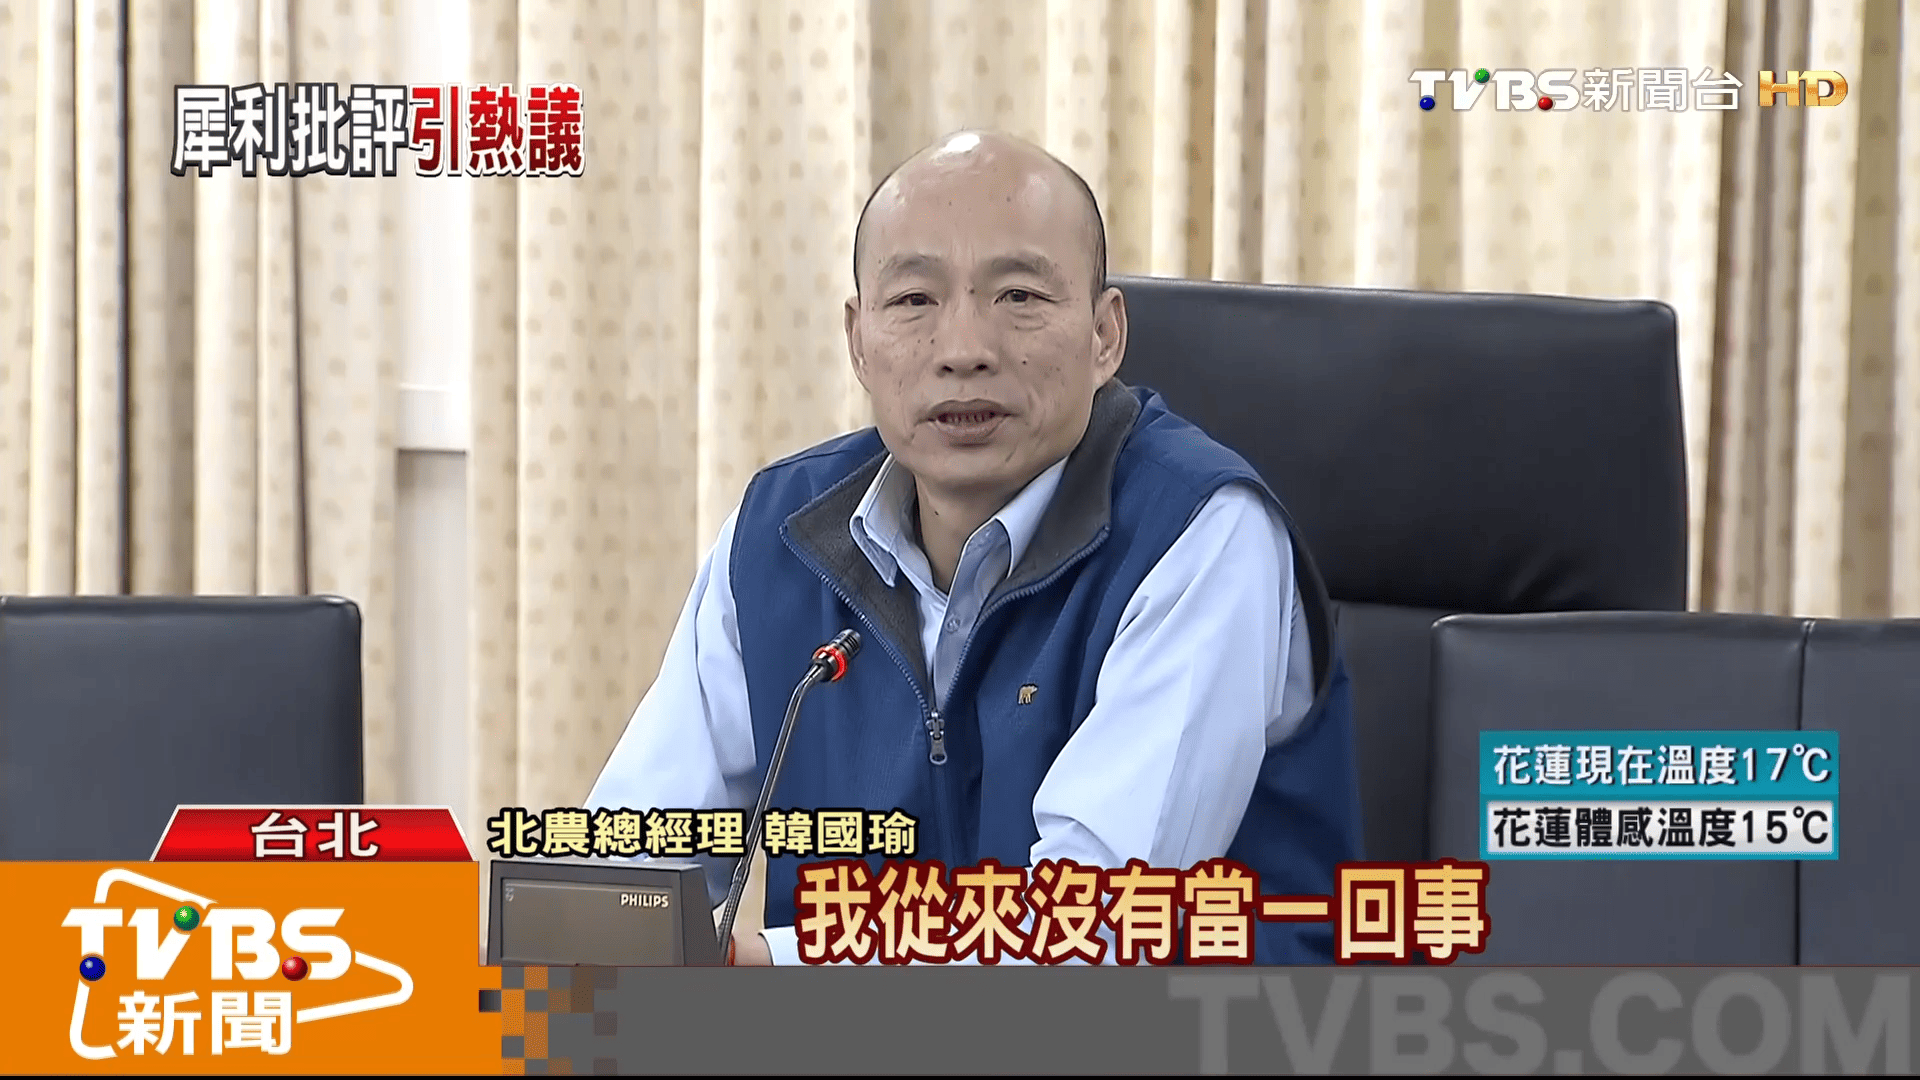 犀利批評引熱議
TVBS新聞台 HD
花蓮現在溫度17℃
花蓮體感溫度15℃
台北
北農總經理 韓國瑜
PHILIPS
我從來沒有當一回事
TVBS
新聞
TVBS.COM